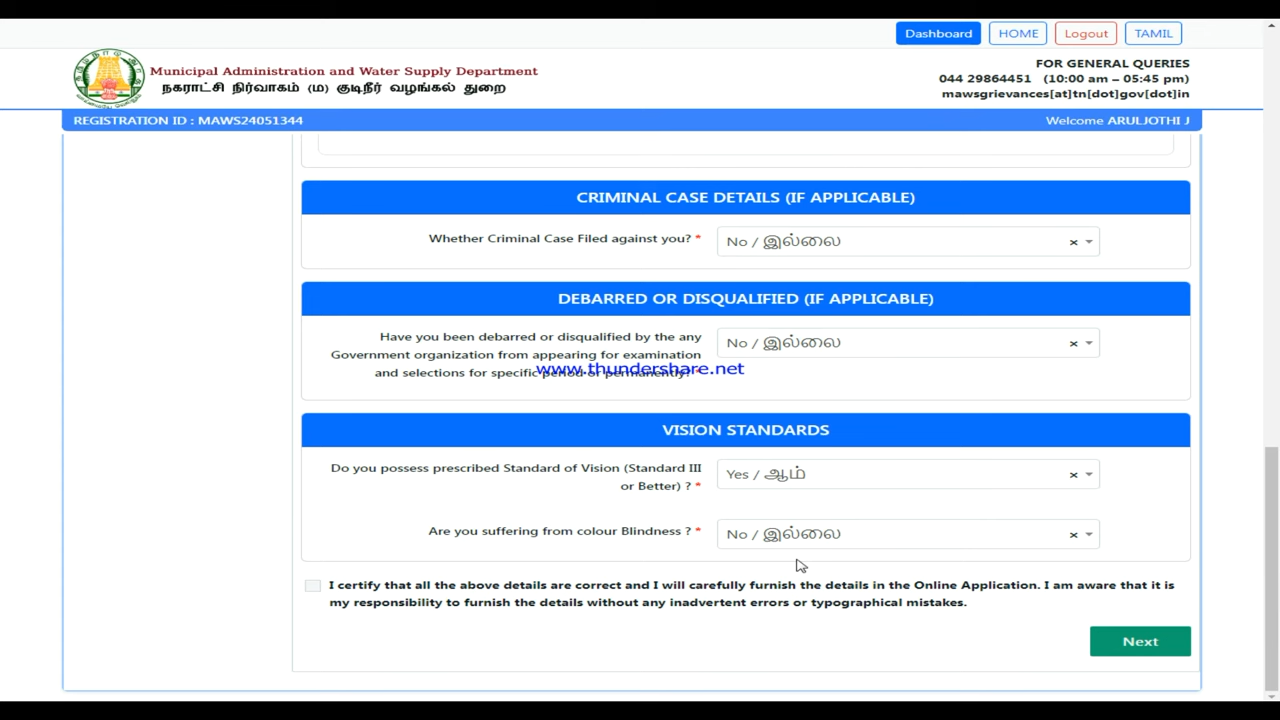 Dashboard HOME Logout TAMIL
Municipal Administration and Water Supply Department
நகராட்சி நிர்வாகம் (ம) குடிநீர் வழங்கல் துறை
FOR GENERAL QUERIES
044 29864451 (10:00 am – 05:45 pm)
mawsgrievances[at]tn[dot]gov[dot]in
REGISTRATION ID : MAWS24051344
Welcome ARULJOTHI J
CRIMINAL CASE DETAILS (IF APPLICABLE)
Whether Criminal Case Filed against you? *
No / இல்லை
DEBARRED OR DISQUALIFIED (IF APPLICABLE)
Have you been debarred or disqualified by the any
Government organization from appearing for examination
and selections for specific period or permanently? *
No / இல்லை
www.thundershare.net
VISION STANDARDS
Do you possess prescribed Standard of Vision (Standard III
or Better) ? *
Yes / ஆம்
Are you suffering from colour Blindness ? *
No / இல்லை
I certify that all the above details are correct and I will carefully furnish the details in the Online Application. I am aware that it is
my responsibility to furnish the details without any inadvertent errors or typographical mistakes.
Next